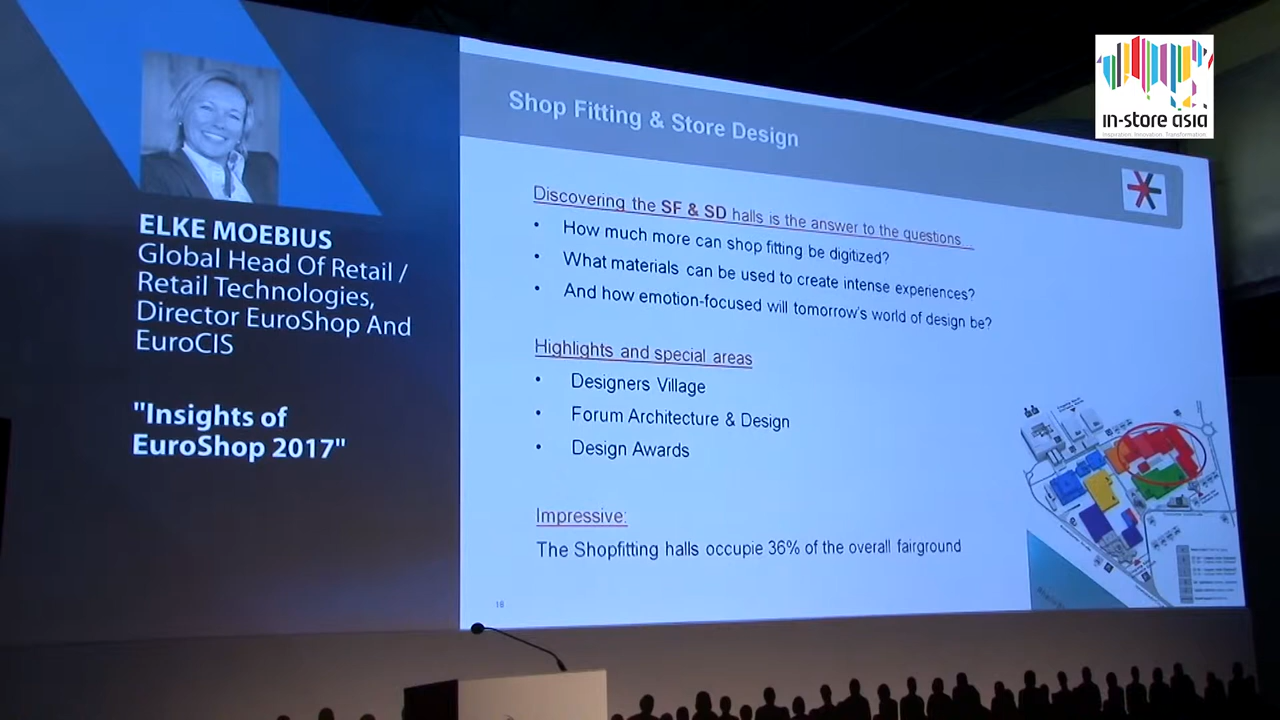 in-store asia
Inspiration. Innovation. Transformation.
ELKE MOEBIUS
Global Head Of Retail /
Retail Technologies,
Director EuroShop And
EuroCIS
"Insights of
EuroShop 2017"
Shop Fitting & Store Design
Discovering the SF & SD halls is the answer to the questions...
• How much more can shop fitting be digitized?
• What materials can be used to create intense experiences?
• And how emotion-focused will tomorrow's world of design be?
Highlights and special areas
• Designers Village
• Forum Architecture & Design
• Design Awards
Impressive:
The Shopfitting halls occupie 36% of the overall fairground